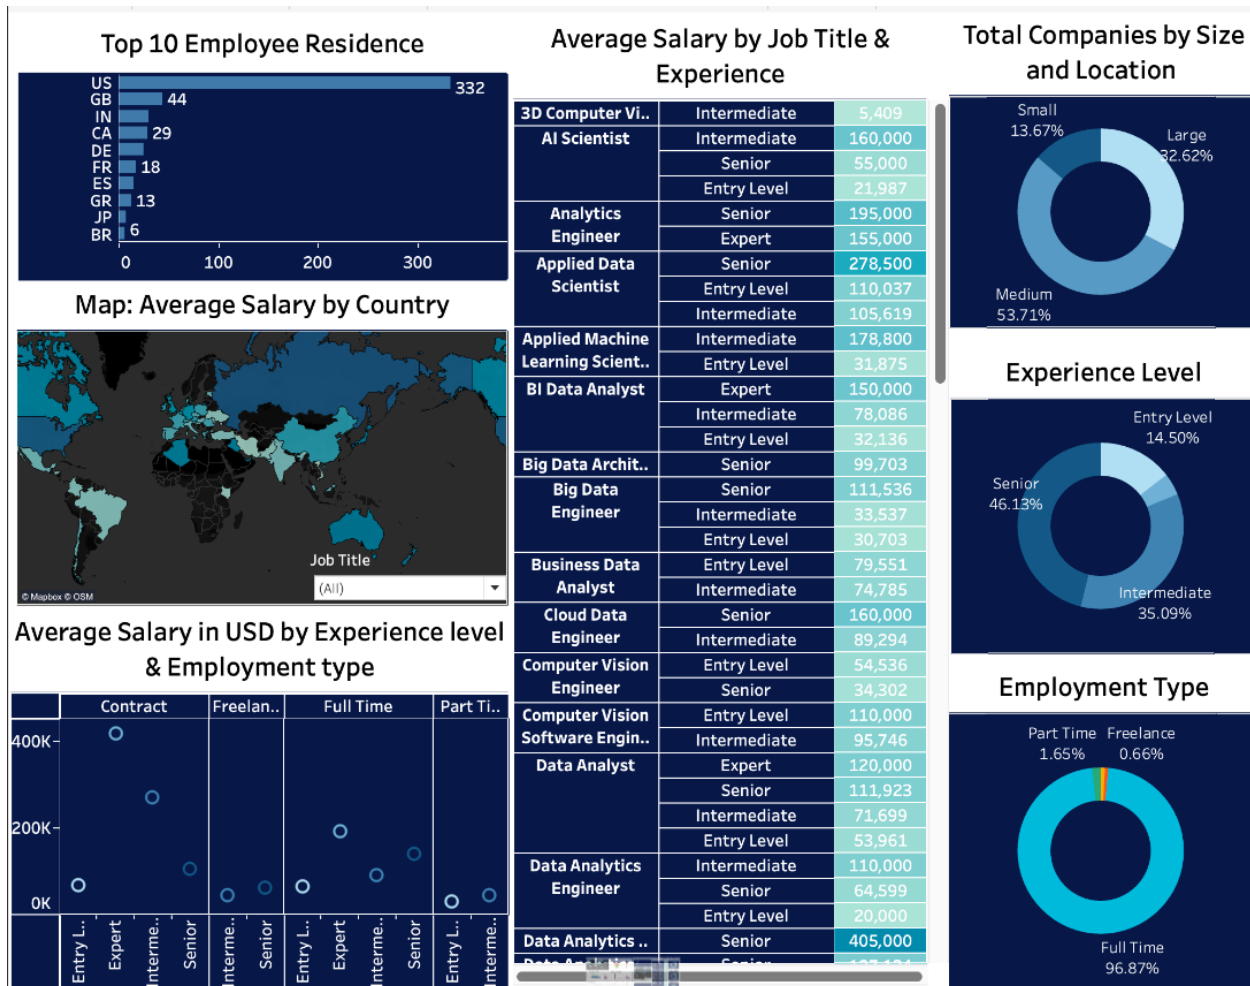 Top 10 Employee Residence
US
332
GB
44
IN
CA
29
DE
FR
18
ES
GR
13
JP
BR
6
0 100 200 300
Map: Average Salary by Country
Job Title
(All)
© Mapbox © OSM
Average Salary in USD by Experience level
& Employment type
Contract Freelan.. Full Time Part Ti..
400K
200K
0K
Entry L..
Expert
Interme..
Senior
Interme..
Senior
Entry L..
Expert
Interme..
Senior
Entry L..
Interme..
Average Salary by Job Title &
Experience
3D Computer Vi.. Intermediate 5,409
AI Scientist Intermediate 160,000
Senior 55,000
Entry Level 21,987
Analytics Senior 195,000
Engineer Expert 155,000
Applied Data Senior 278,500
Scientist Entry Level 110,037
Intermediate 105,619
Applied Machine Intermediate 178,800
Learning Scient.. Entry Level 31,875
BI Data Analyst Expert 150,000
Intermediate 78,086
Entry Level 32,136
Big Data Archit.. Senior 99,703
Big Data Senior 111,536
Engineer Intermediate 33,537
Entry Level 30,703
Business Data Entry Level 79,551
Analyst Intermediate 74,785
Cloud Data Senior 160,000
Engineer Intermediate 89,294
Computer Vision Entry Level 54,536
Engineer Senior 34,302
Computer Vision Entry Level 110,000
Software Engin.. Intermediate 95,746
Data Analyst Expert 120,000
Senior 111,923
Intermediate 71,699
Entry Level 53,961
Data Analytics Intermediate 110,000
Engineer Senior 64,599
Entry Level 20,000
Data Analytics .. Senior 405,000
Total Companies by Size
and Location
Small
13.67%
Large
32.62%
Medium
53.71%
Experience Level
Entry Level
14.50%
Senior
46.13%
Intermediate
35.09%
Employment Type
Part Time Freelance
1.65% 0.66%
Full Time
96.87%